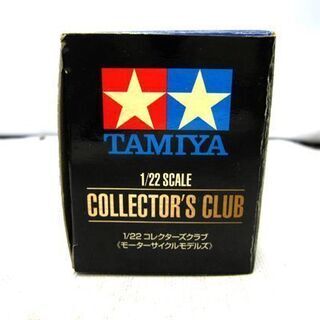 TAMIYA
1/22 SCALE
COLLECTOR'S CLUB
1/22 コレクターズクラブ
《モーターサイクルモデルズ》